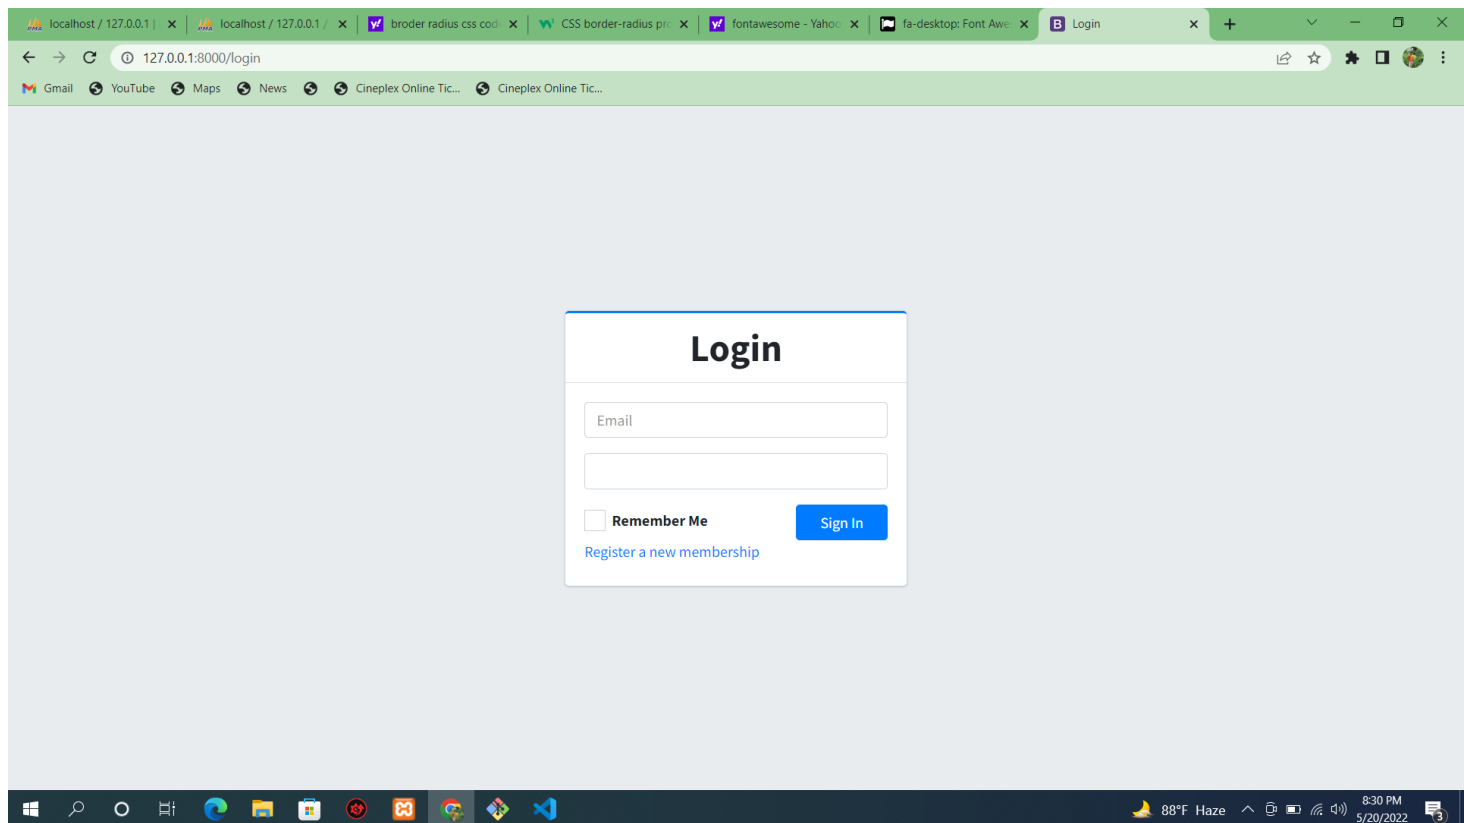 localhost / 127.0.0.1 |
localhost / 127.0.0.1 /
broder radius css cod
CSS border-radius pro
fontawesome - Yahoo
fa-desktop: Font Awe
B Login
127.0.0.1:8000/login
Gmail YouTube Maps News Cineplex Online Tic... Cineplex Online Tic...
Login
Email
Remember Me
Sign In
Register a new membership
88°F Haze
8:30 PM
5/20/2022
3